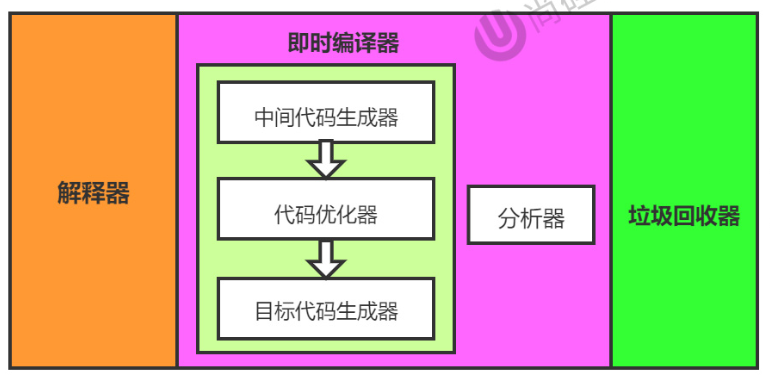 即时编译器
中间代码生成器
解释器
代码优化器
分析器
垃圾回收器
目标代码生成器